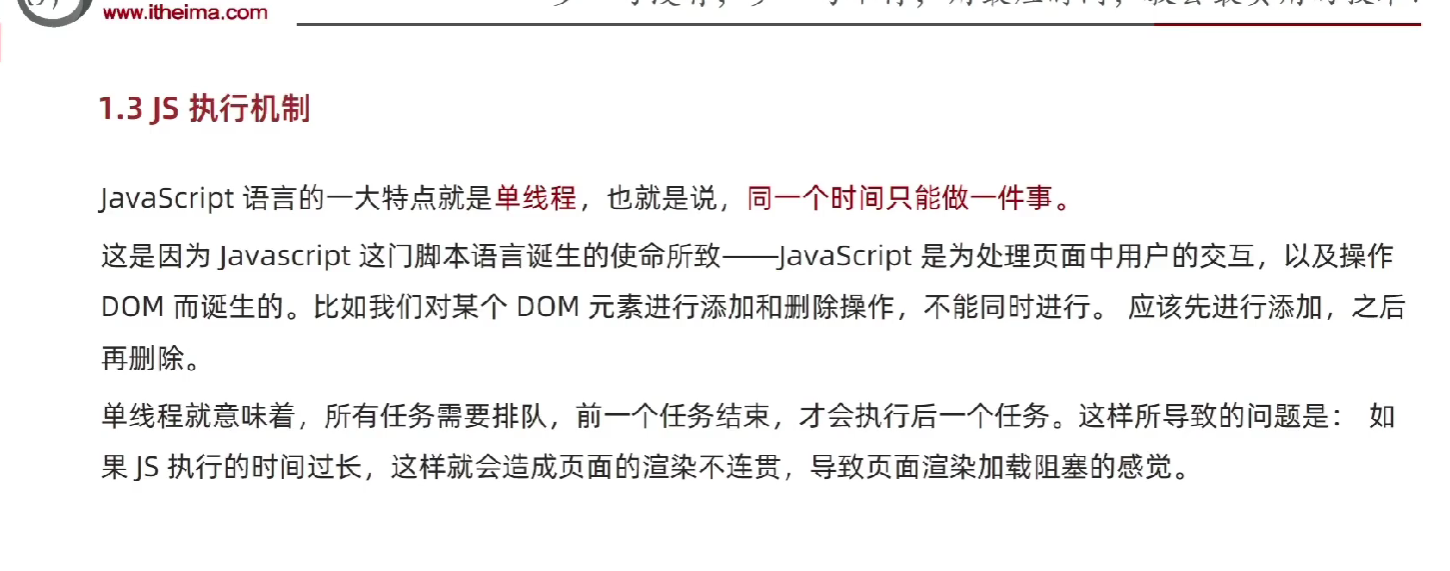 www.itheima.com
1.3 JS 执行机制
JavaScript 语言的一大特点就是单线程，也就是说，同一个时间只能做一件事。
这是因为 Javascript 这门脚本语言诞生的使命所致——JavaScript 是为处理页面中用户的交互，以及操作
DOM 而诞生的。比如我们对某个 DOM 元素进行添加和删除操作，不能同时进行。 应该先进行添加，之后
再删除。
单线程就意味着，所有任务需要排队，前一个任务结束，才会执行后一个任务。这样所导致的问题是： 如
果 JS 执行的时间过长，这样就会造成页面的渲染不连贯，导致页面渲染加载阻塞的感觉。